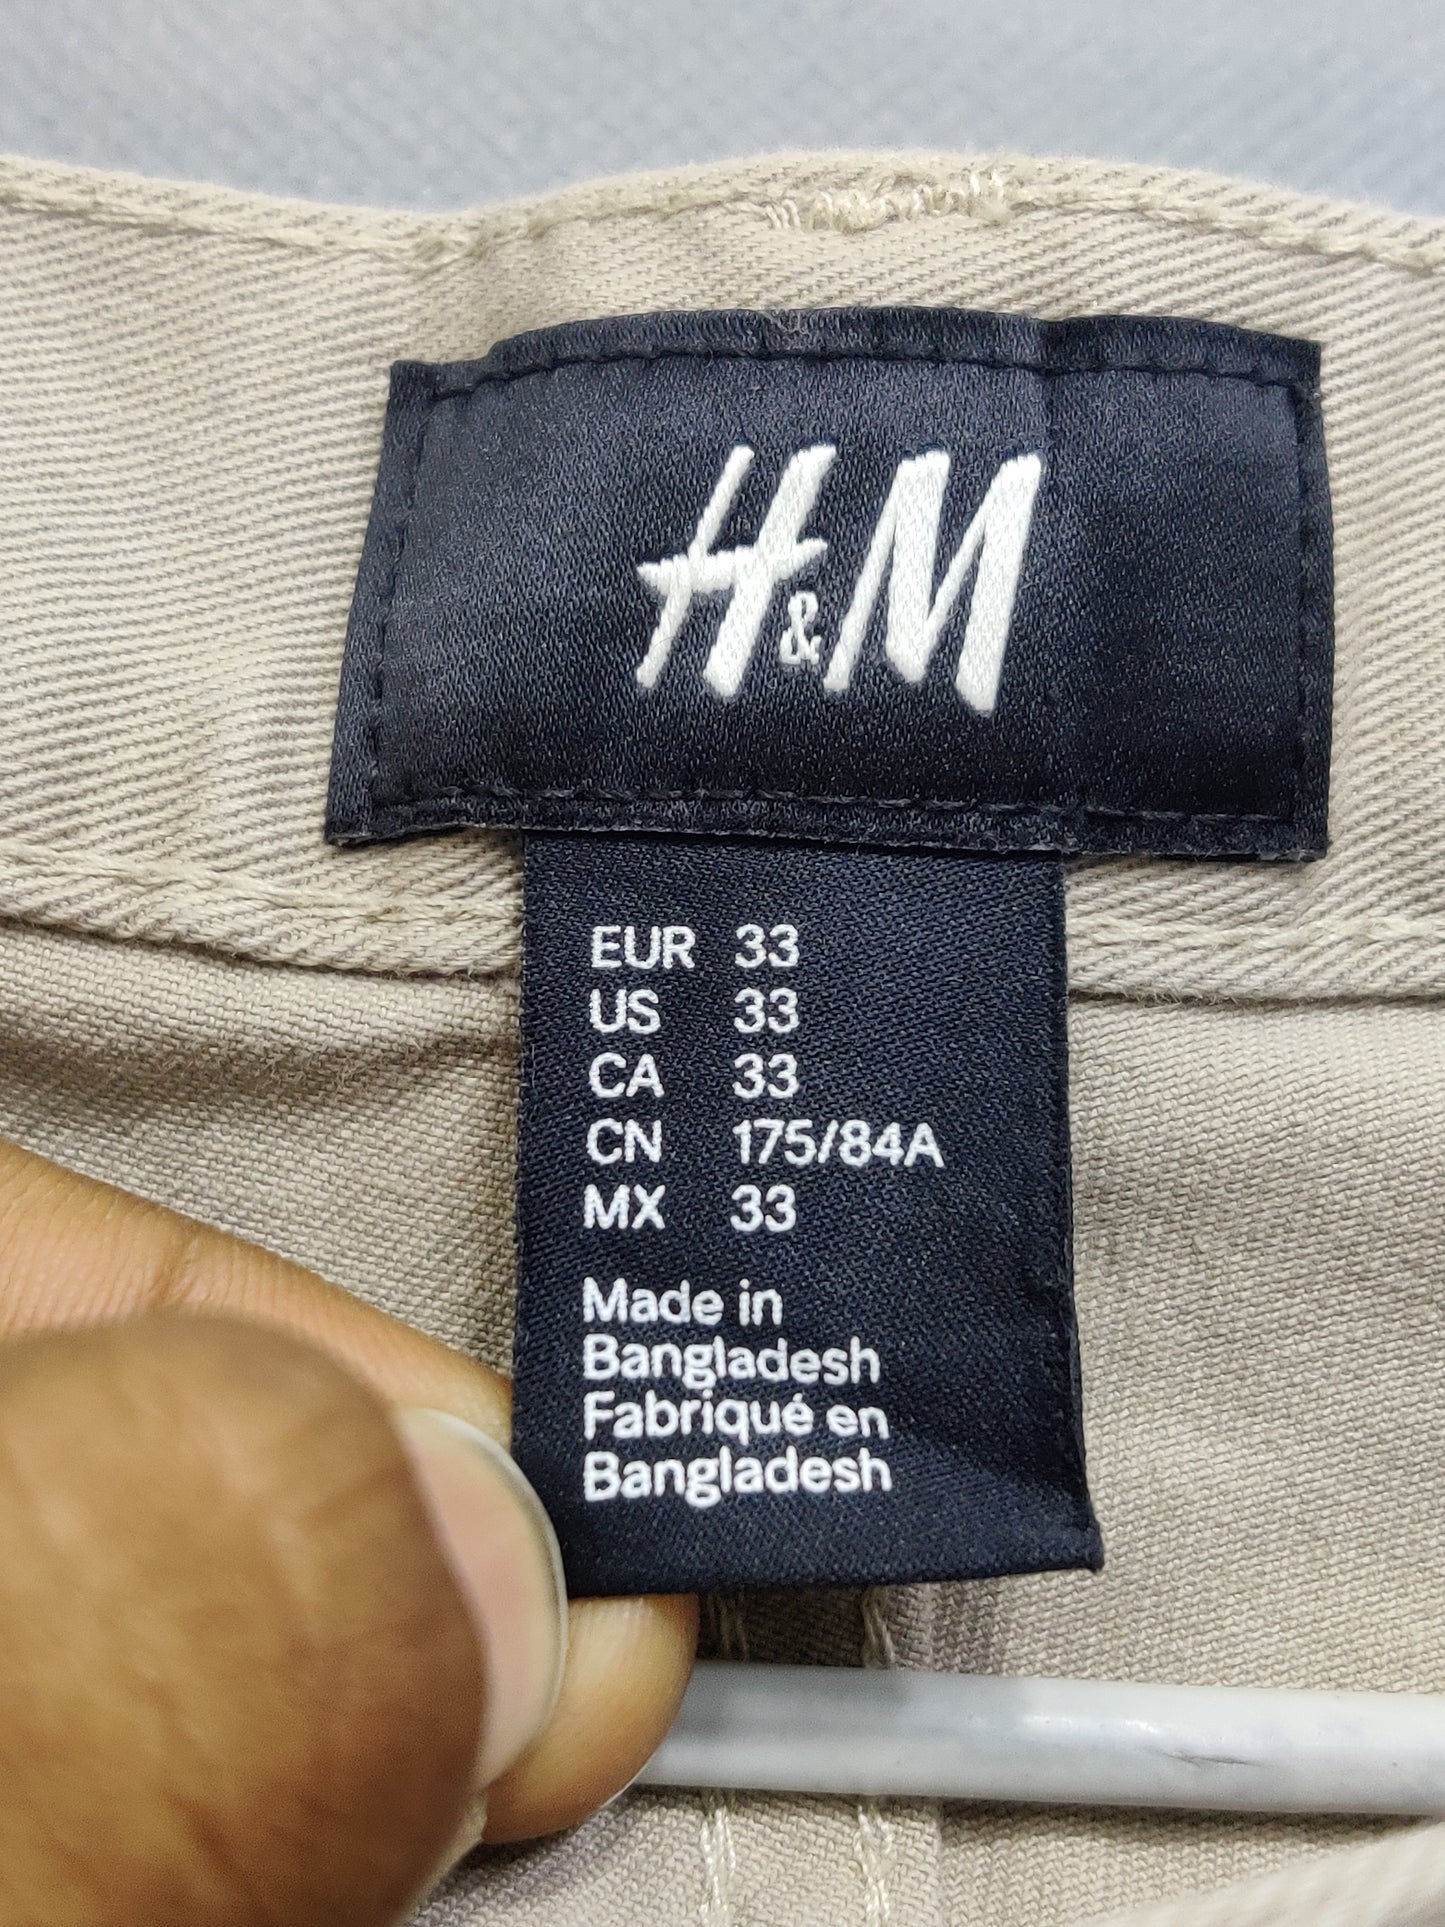 H&M
EUR 33
US 33
CA 33
CN 175/84A
MX 33
Made in
Bangladesh
Fabriqué en
Bangladesh